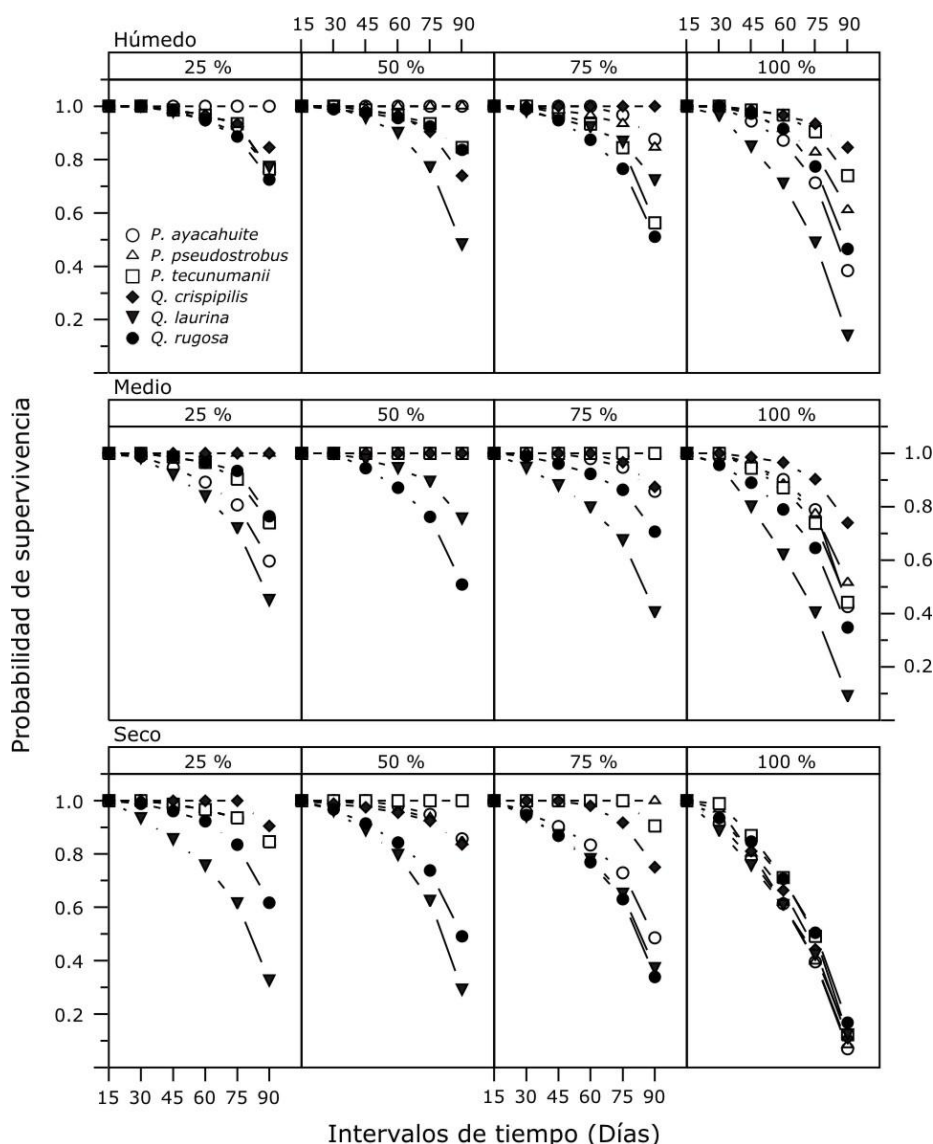 15 30 45 60 75 90 15 30 45 60 75 90
Húmedo
25 % 50 % 75 % 100 %
1.0
0.8
0.6
0.4
0.2
P. ayacahuite
P. pseudostrobus
P. tecunumanii
Q. crispipilis
Q. laurina
Q. rugosa
Probabilidad de supervivencia
Medio
25 % 50 % 75 % 100 %
1.0
0.8
0.6
0.4
0.2
Seco
25 % 50 % 75 % 100 %
1.0
0.8
0.6
0.4
0.2
15 30 45 60 75 90 15 30 45 60 75 90
Intervalos de tiempo (Días)